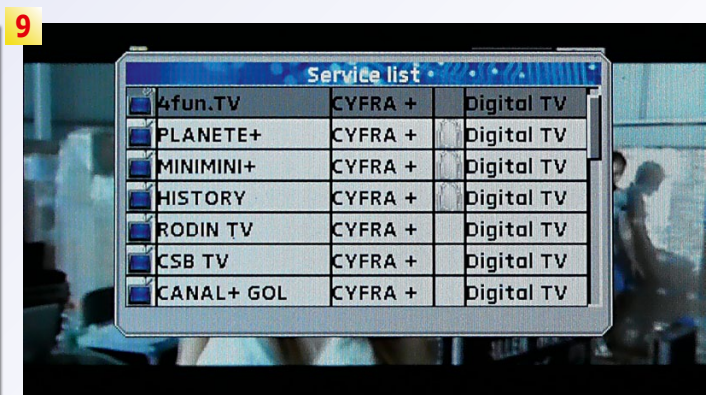 9
Service list
4fun.TV CYFRA + Digital TV
PLANETE+ CYFRA + Digital TV
MINIMINI+ CYFRA + Digital TV
HISTORY CYFRA + Digital TV
RODIN TV CYFRA + Digital TV
CSB TV CYFRA + Digital TV
CANAL+ GOL CYFRA + Digital TV